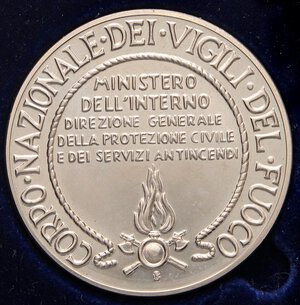 CORPO·NAZIONALE·DEI·VIGILI·DEL·FUOCO
MINISTERO
DELL'INTERNO
DIREZIONE GENERALE
DELLA PROTEZIONE CIVILE
E DEI SERVIZI ANTINCENDI